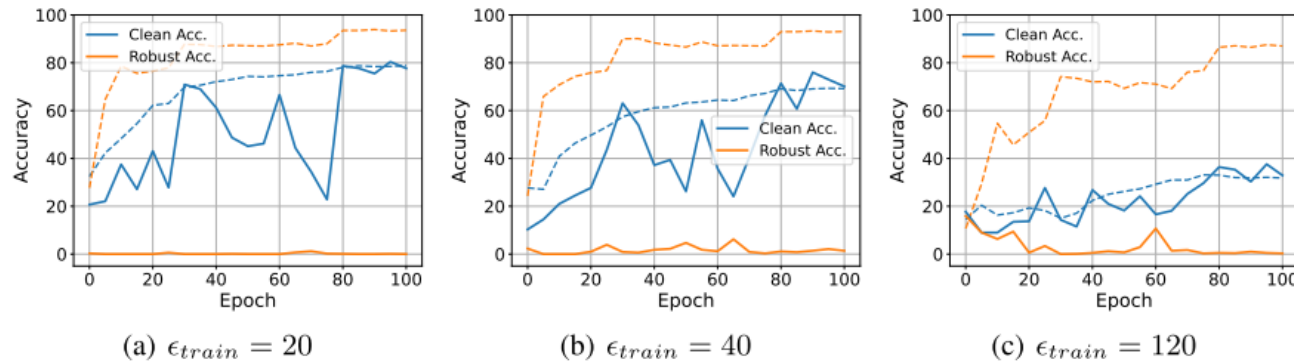 100
80
60
40
20
0
Accuracy
Clean Acc.
Robust Acc.
0 20 40 60 80 100
Epoch
(a) ϵtrain = 20
100
80
60
40
20
0
Accuracy
Clean Acc.
Robust Acc.
0 20 40 60 80 100
Epoch
(b) ϵtrain = 40
100
80
60
40
20
0
Accuracy
Clean Acc.
Robust Acc.
0 20 40 60 80 100
Epoch
(c) ϵtrain = 120